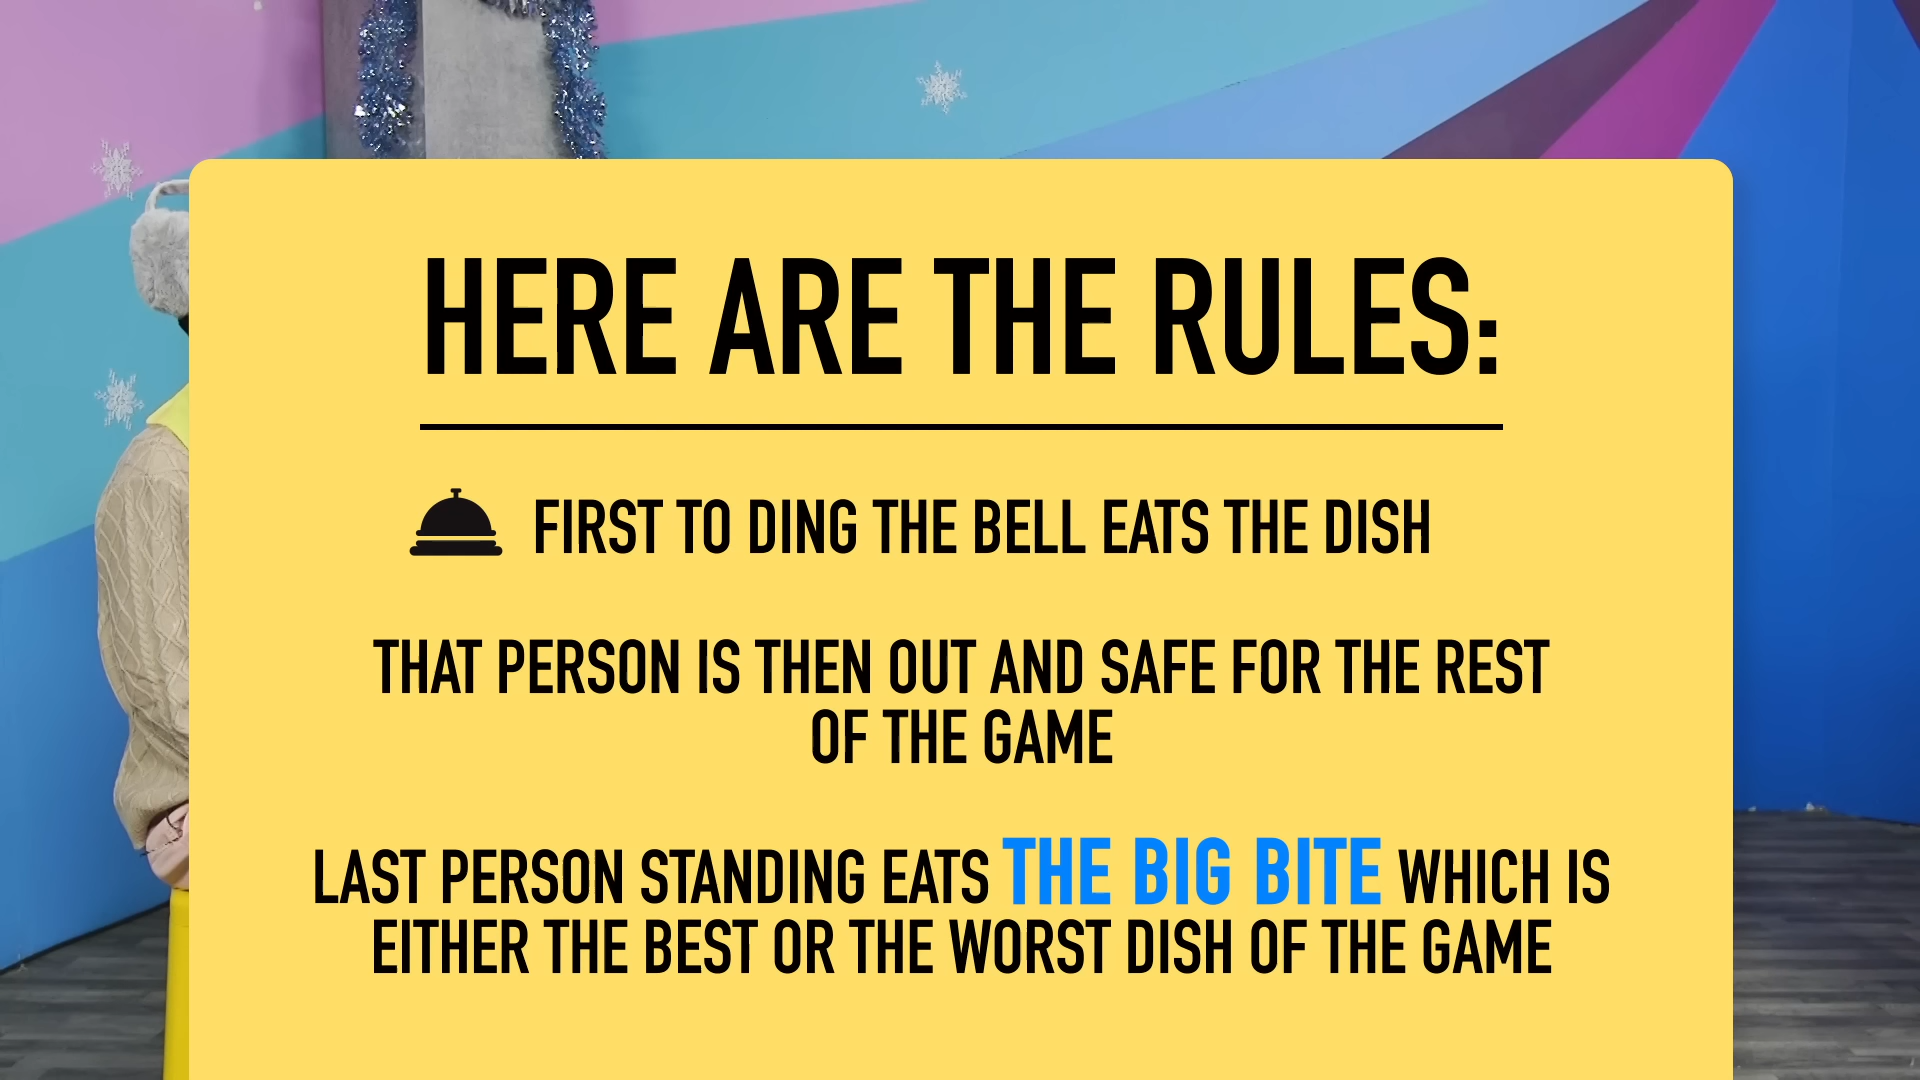 HERE ARE THE RULES:
FIRST TO DING THE BELL EATS THE DISH
THAT PERSON IS THEN OUT AND SAFE FOR THE REST
OF THE GAME
LAST PERSON STANDING EATS THE BIG BITE WHICH IS
EITHER THE BEST OR THE WORST DISH OF THE GAME